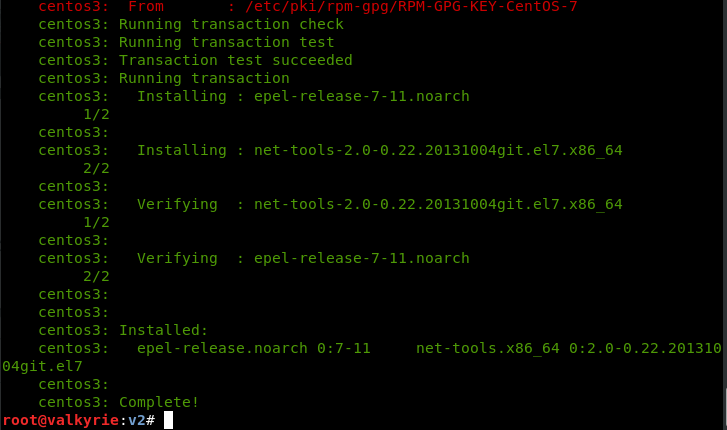 centos3:  From       : /etc/pki/rpm-gpg/RPM-GPG-KEY-CentOS-7
centos3: Running transaction check
centos3: Running transaction test
centos3: Transaction test succeeded
centos3: Running transaction
centos3:   Installing : epel-release-7-11.noarch
1/2
centos3:
centos3:   Installing : net-tools-2.0-0.22.20131004git.el7.x86_64
2/2
centos3:
centos3:   Verifying  : net-tools-2.0-0.22.20131004git.el7.x86_64
1/2
centos3:
centos3:   Verifying  : epel-release-7-11.noarch
2/2
centos3:
centos3:
centos3: Installed:
centos3:   epel-release.noarch 0:7-11     net-tools.x86_64 0:2.0-0.22.201310
04git.el7
centos3:
centos3: Complete!
root@valkyrie:v2#